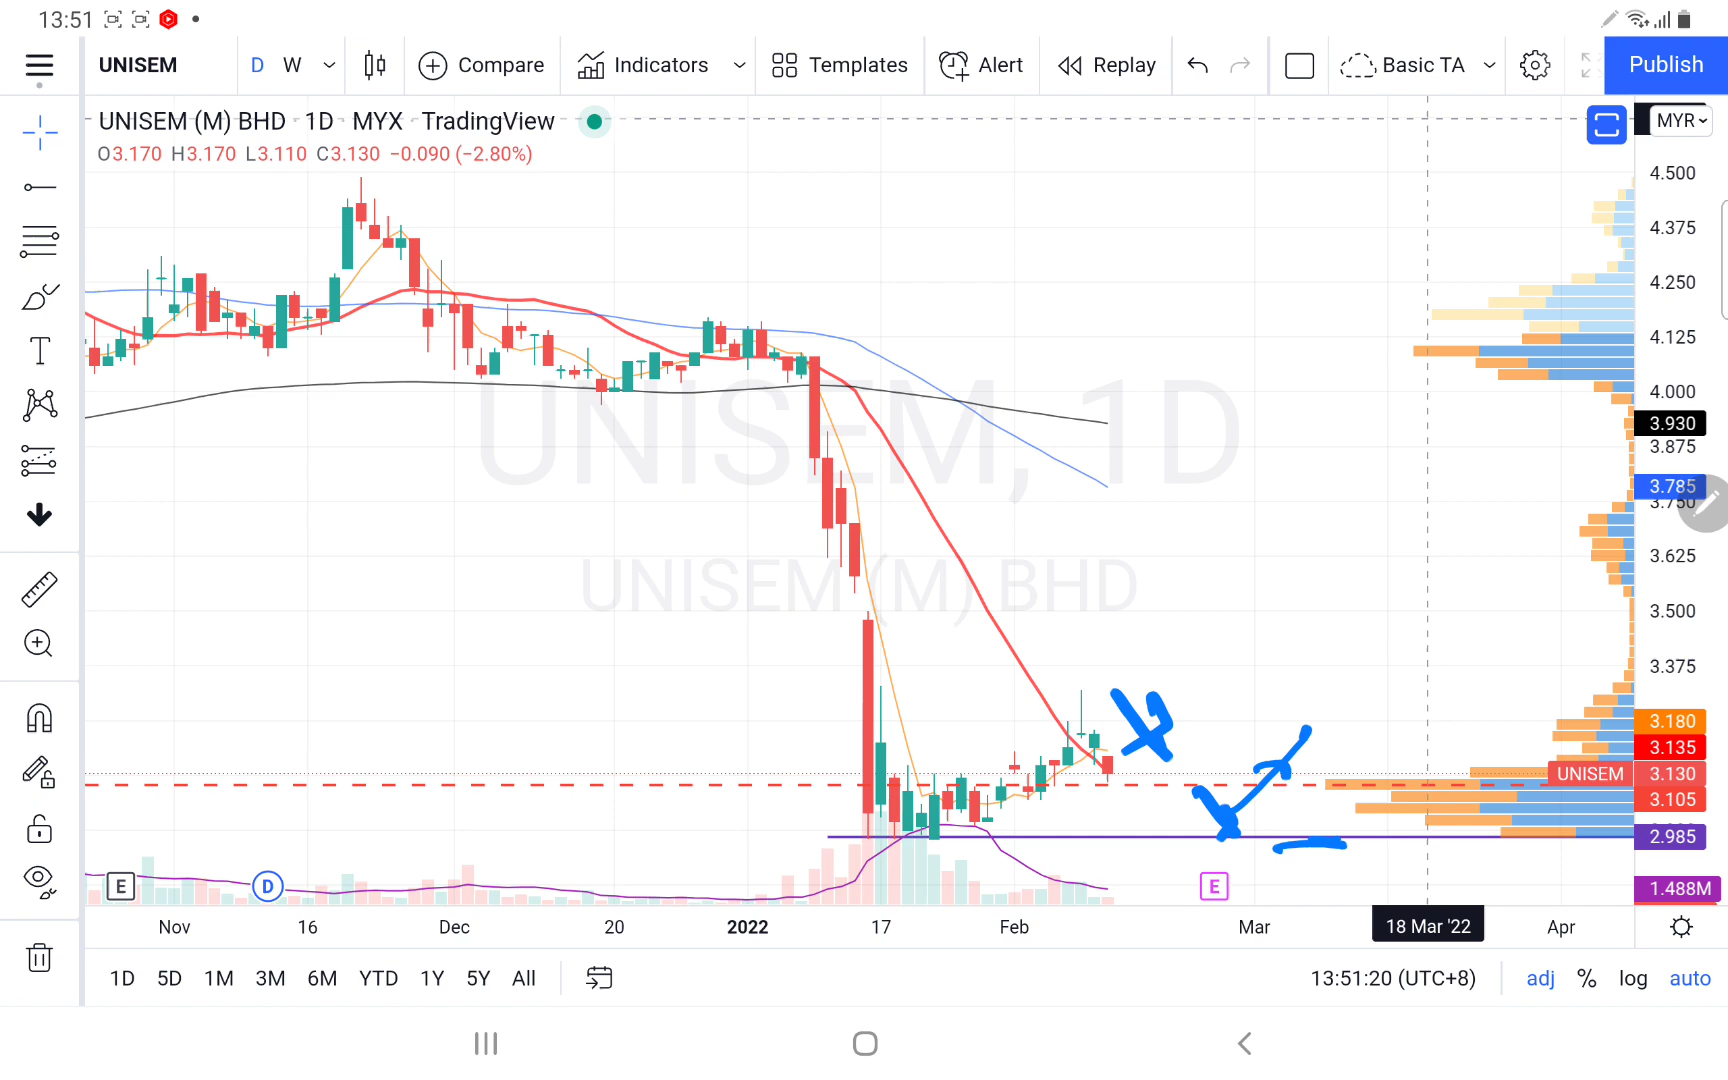 13:51
UNISEM D W Compare Indicators Templates Alert Replay Basic TA Publish
UNISEM (M) BHD · 1D · MYX · TradingView
MYR
O3.170 H3.170 L3.110 C3.130 −0.090 (−2.80%)
4.500
4.375
4.250
4.125
4.000
3.930
3.875
3.785
3.750
3.625
3.500
3.375
3.180
3.135
UNISEM 3.130
3.105
2.985
1.488M
UNISEM, 1D
UNISEM (M) BHD
E D E
Nov 16 Dec 20 2022 17 Feb Mar 18 Mar '22 Apr
1D 5D 1M 3M 6M YTD 1Y 5Y All 13:51:20 (UTC+8) adj % log auto